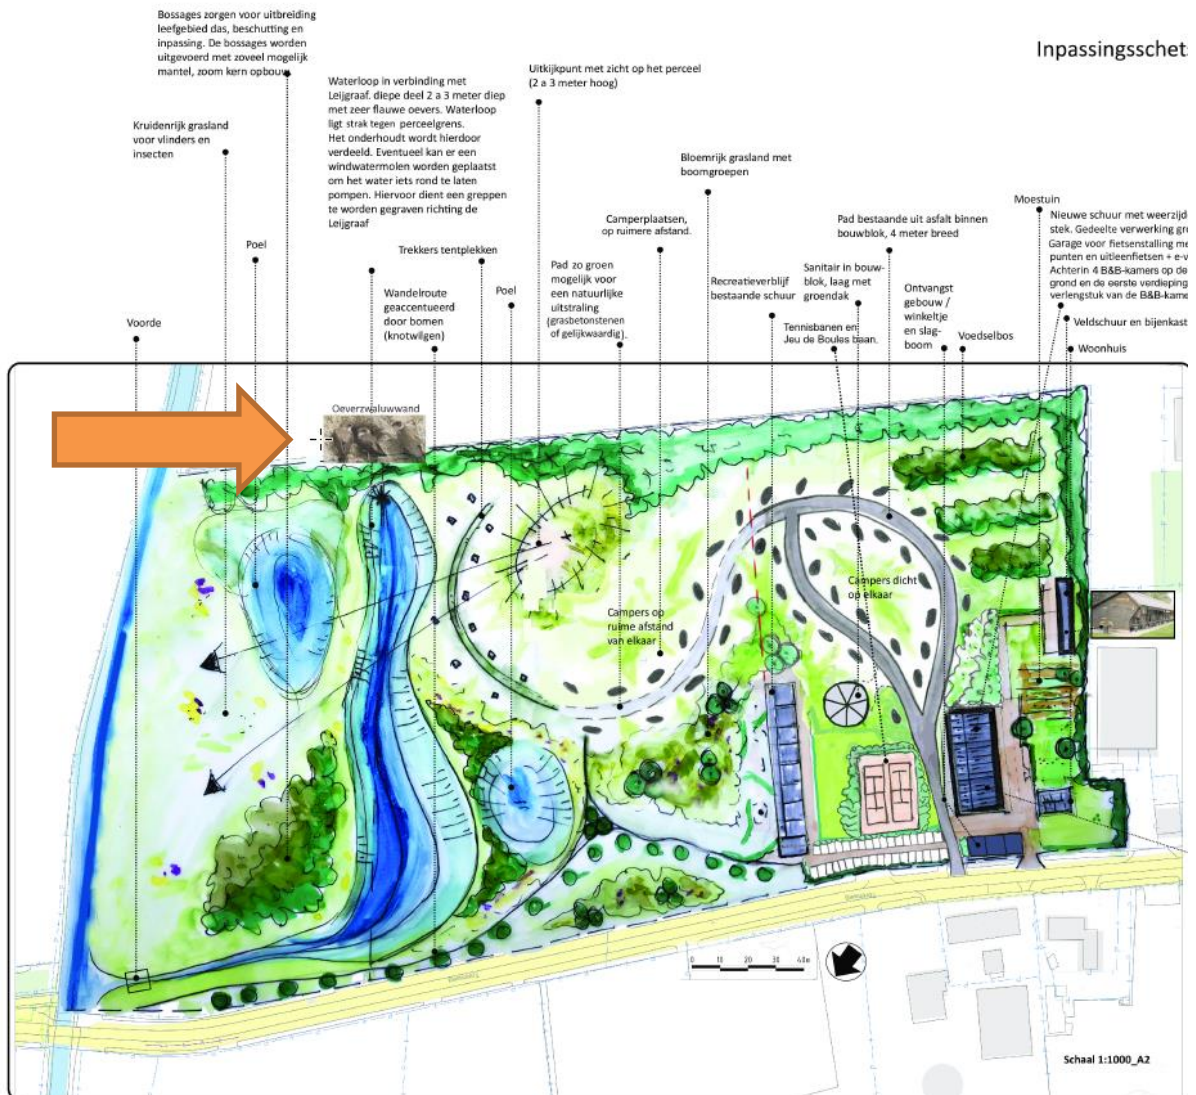 Inpassingsschets
Bossages zorgen voor uitbreiding
leefgebied das, beschutting en
inpassing. De bossages worden
uitgevoerd met zoveel mogelijk
mantel, zoom kern opbouw.
Kruidenrijk grasland
voor vlinders en
insecten
Poel
Voorde
Waterloop in verbinding met
Leijgraaf. diepe deel 2 a 3 meter diep
met zeer flauwe oevers. Waterloop
ligt strak tegen perceelgrens.
Het onderhoudt wordt hierdoor
verdeeld. Eventueel kan er een
windwatermolen worden geplaatst
om het water iets rond te laten
pompen. Hiervoor dient een greppen
te worden gegraven richting de
Leijgraaf
Wandelroute
geaccentueerd
door bomen
(knotwilgen)
Trekkers tentplekken
Poel
Uitkijkpunt met zicht op het perceel
(2 a 3 meter hoog)
Pad zo groen
mogelijk voor
een natuurlijke
uitstraling
(grasbetonstenen
of gelijkwaardig).
Camperplaatsen,
op ruimere afstand.
Bloemrijk grasland met
boomgroepen
Recreatieverblijf
bestaande schuur
Tennisbanen en
Jeu de Boules baan.
Sanitair in bouw-
blok, laag met
groendak
Pad bestaande uit asfalt binnen
bouwblok, 4 meter breed
Ontvangst
gebouw /
winkeltje
en slag-
boom
Voedselbos
Moestuin
Nieuwe schuur met weerzijd
stek. Gedeelte verwerking gr
Garage voor fietsenstalling me
punten en uitleenfietsen + e-v
Achterin 4 B&B-kamers op de
grond en de eerste verdieping
verlengstuk van de B&B-kame
Veldschuur en bijenkast
Woonhuis
Oeverzwaluwwand
Campers op
ruime afstand
van elkaar
Campers dicht
op elkaar
0 10 20 30 40m
Schaal 1:1000_A2